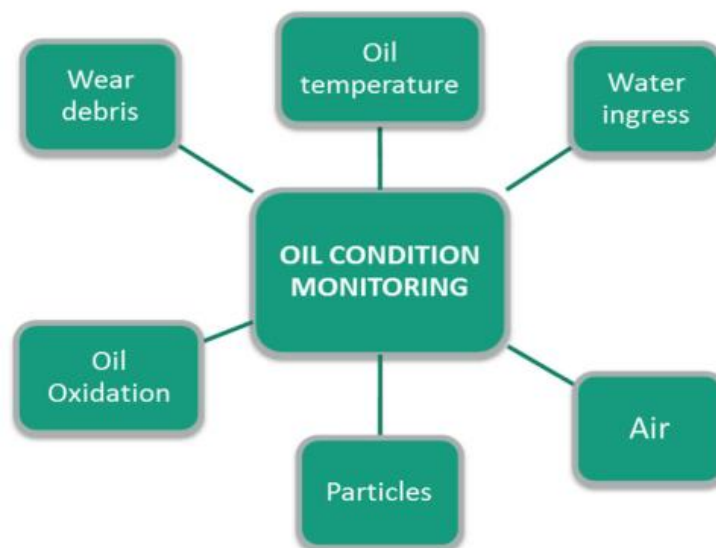 Oil
temperature
Wear
debris
Water
ingress
OIL CONDITION
MONITORING
Oil
Oxidation
Air
Particles